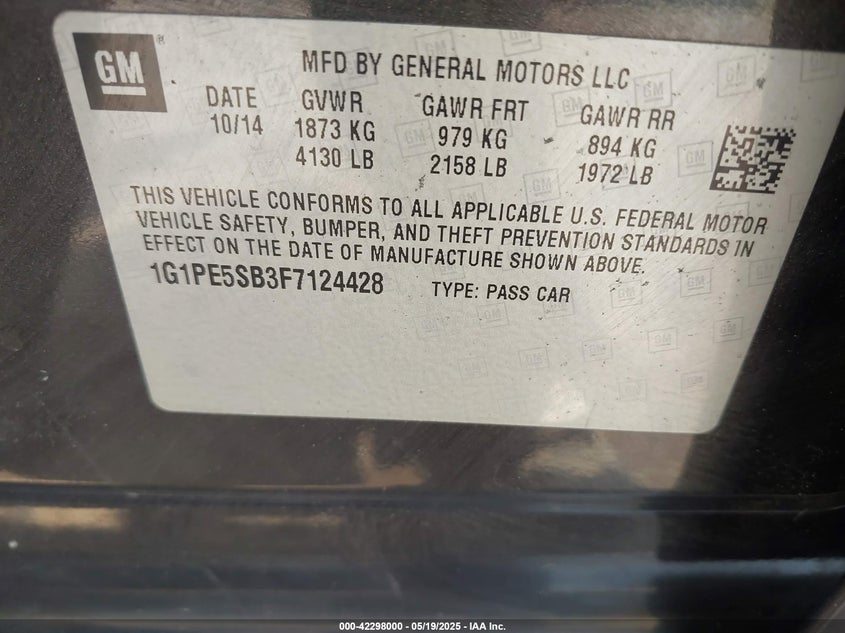 GM
MFD BY GENERAL MOTORS LLC
DATE GVWR GAWR FRT GAWR RR
10/14 1873 KG 979 KG 894 KG
4130 LB 2158 LB 1972 LB
THIS VEHICLE CONFORMS TO ALL APPLICABLE U.S. FEDERAL MOTOR
VEHICLE SAFETY, BUMPER, AND THEFT PREVENTION STANDARDS IN
EFFECT ON THE DATE OF MANUFACTURE SHOWN ABOVE.
1G1PE5SB3F7124428 TYPE: PASS CAR
000-42298000 / 05/19/2025 - IAA Inc.